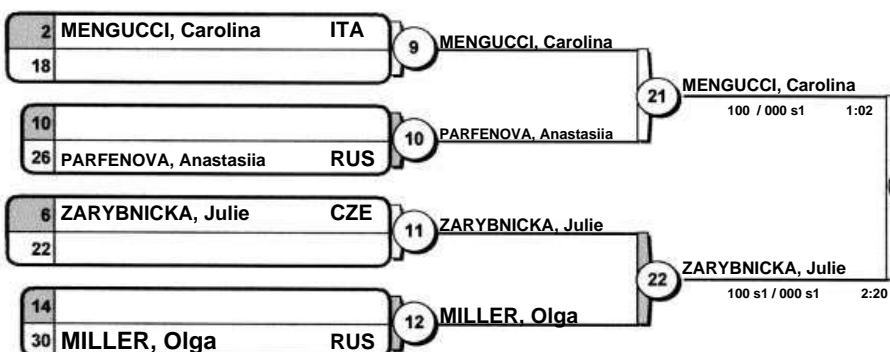 2 MENGUCCI, Carolina ITA
18
9
MENGUCCI, Carolina
10
26 PARFENOVA, Anastasiia RUS
10
PARFENOVA, Anastasiia
21
MENGUCCI, Carolina
100 / 000 s1 1:02
6 ZARYBNICKA, Julie CZE
22
11
ZARYBNICKA, Julie
14
30 MILLER, Olga RUS
12
MILLER, Olga
22
ZARYBNICKA, Julie
100 s1 / 000 s1 2:20